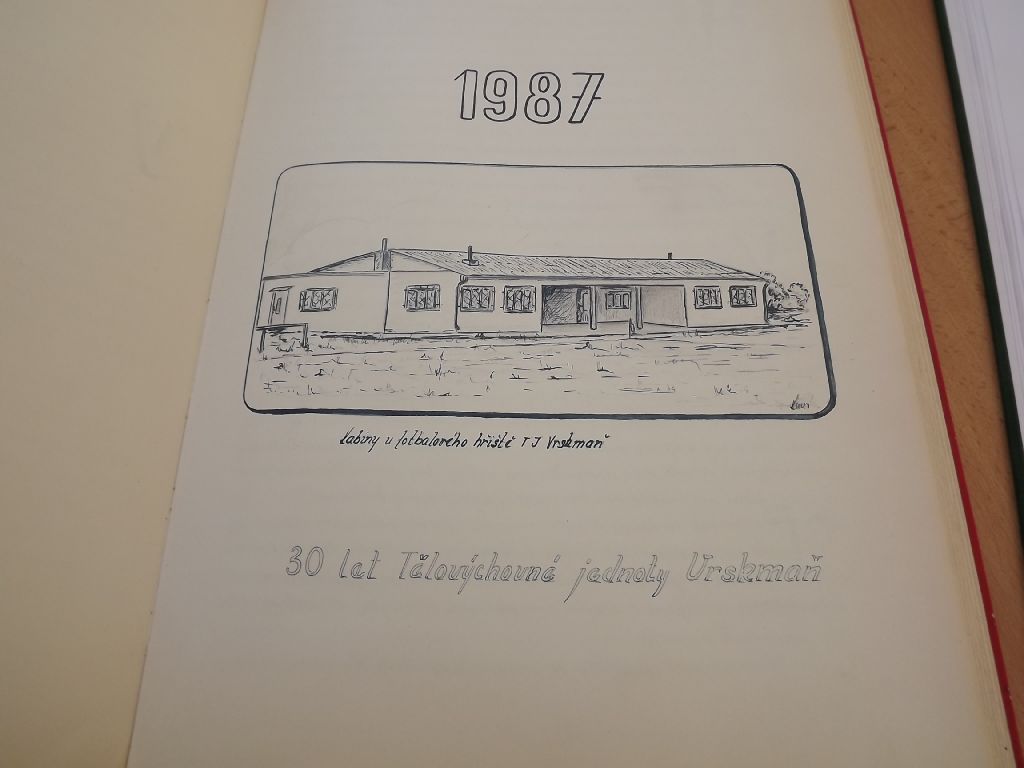 1987
Kabiny u fotbalového hřiště TJ Vrskmaň
30 let Tělovýchovné jednoty Vrskmaň